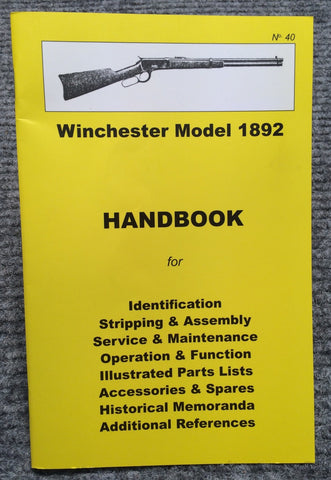 Nº 40
Winchester Model 1892
HANDBOOK
for
Identification
Stripping & Assembly
Service & Maintenance
Operation & Function
Illustrated Parts Lists
Accessories & Spares
Historical Memoranda
Additional References